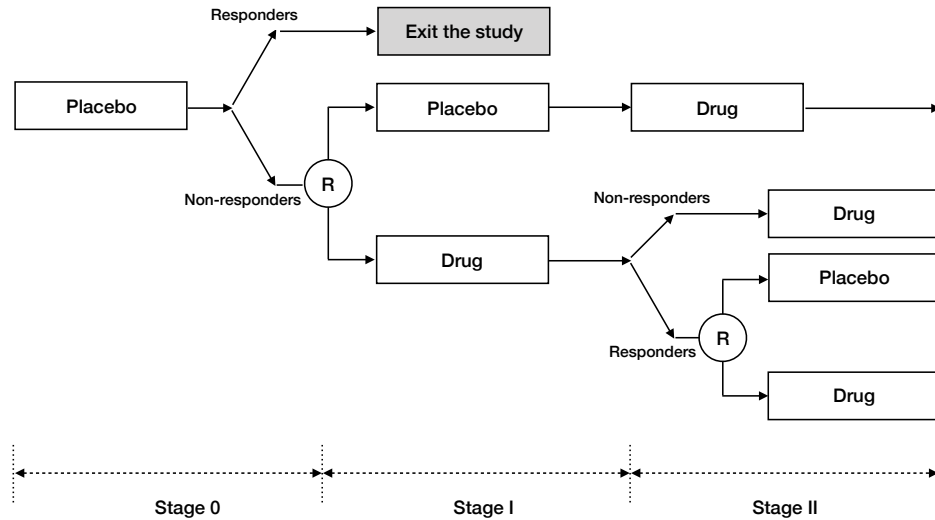 Responders
Exit the study
Placebo
Placebo
Drug
Non-responders
R
Non-responders
Drug
Drug
Placebo
R
Responders
Drug
Stage 0
Stage I
Stage II